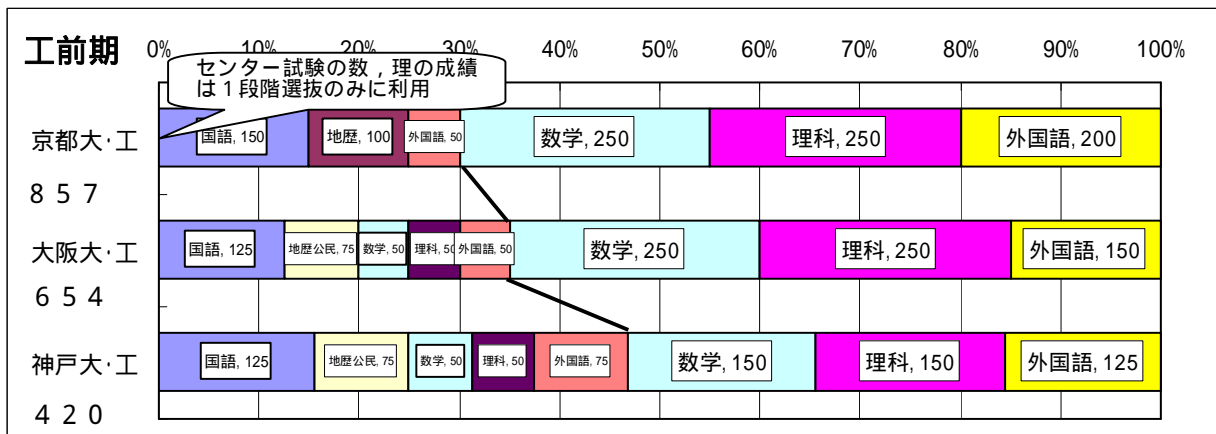 工前期
0% 10% 20% 30% 40% 50% 60% 70% 80% 90% 100%
センター試験の数，理の成績
は１段階選抜のみに利用
京都大・工
国語, 150 地歴, 100 外国語, 50 数学, 250 理科, 250 外国語, 200
８５７
大阪大・工
国語, 125 地歴公民, 75 数学, 50 理科, 50 外国語, 50 数学, 250 理科, 250 外国語, 150
６５４
神戸大・工
国語, 125 地歴公民, 75 数学, 50 理科, 50 外国語, 75 数学, 150 理科, 150 外国語, 125
４２０